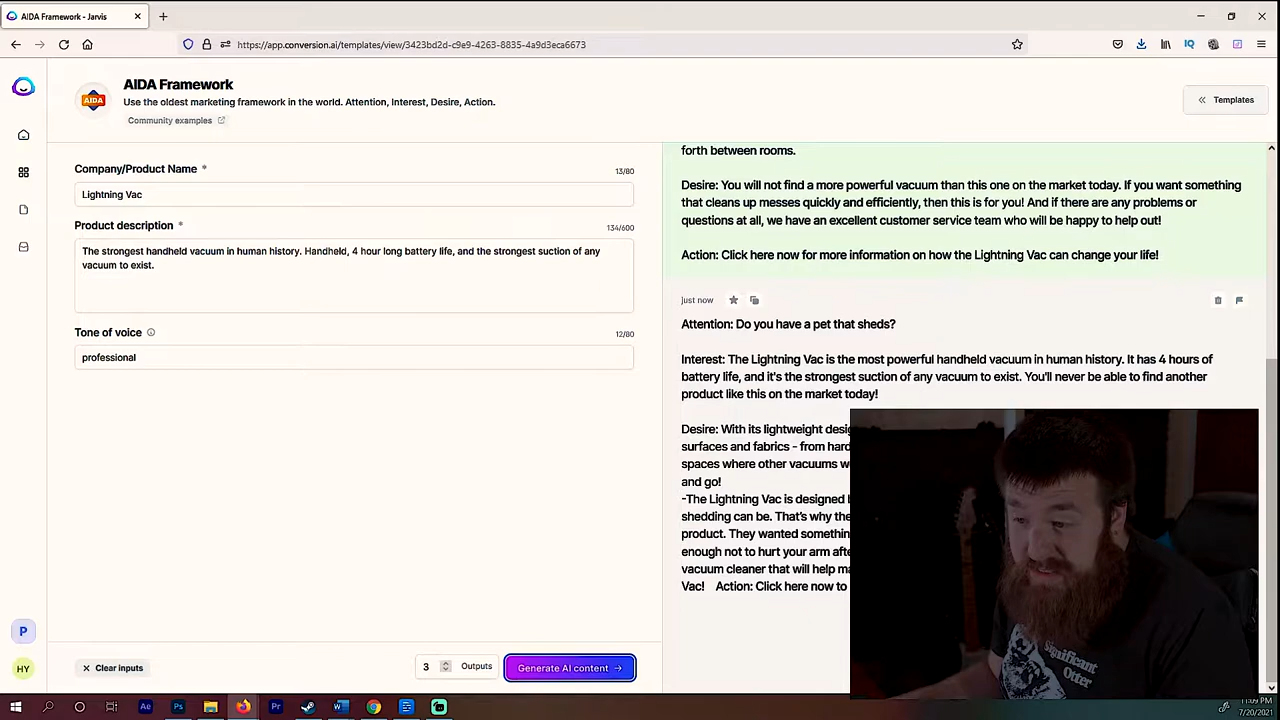 AIDA Framework - Jarvis
https://app.conversion.ai/templates/view/3423bd2d-c9e9-4263-8835-4a9d3eca6673
AIDA
AIDA Framework
Use the oldest marketing framework in the world. Attention, Interest, Desire, Action.
Community examples
Templates
Company/Product Name *
13/80
Lightning Vac
Product description *
134/600
The strongest handheld vacuum in human history. Handheld, 4 hour long battery life, and the strongest suction of any
vacuum to exist.
Tone of voice
12/80
professional
Clear inputs
3
Outputs
Generate AI content
P
HY
forth between rooms.
Desire: You will not find a more powerful vacuum than this one on the market today. If you want something
that cleans up messes quickly and efficiently, then this is for you! And if there are any problems or
questions at all, we have an excellent customer service team who will be happy to help out!
Action: Click here now for more information on how the Lightning Vac can change your life!
just now
Attention: Do you have a pet that sheds?
Interest: The Lightning Vac is the most powerful handheld vacuum in human history. It has 4 hours of
battery life, and it's the strongest suction of any vacuum to exist. You'll never be able to find another
product like this on the market today!
Desire: With its lightweight
surfaces and fabrics - from
spaces where other vacuums
and go!
-The Lightning Vac is designed
shedding can be. That's why
product. They wanted
enough not to hurt your arm
vacuum cleaner that will help
Vac! Action: Click here now to
Significant
Otter
Ae
Ps
Pr
W
11:09 PM
7/20/2021